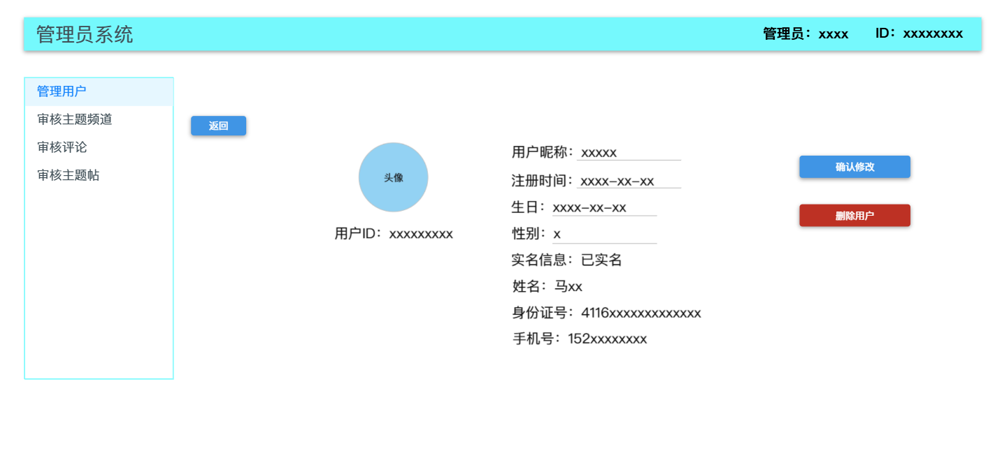 管理员系统
管理员：xxxx ID：xxxxxxxx
管理用户
审核主题频道
审核评论
审核主题帖
返回
头像
用户ID：xxxxxxxxx
用户昵称：xxxxx
注册时间：xxxx-xx-xx
生日：xxxx-xx-xx
性别：x
实名信息：已实名
姓名：马xx
身份证号：4116xxxxxxxxxxxxx
手机号：152xxxxxxxx
确认修改
删除用户